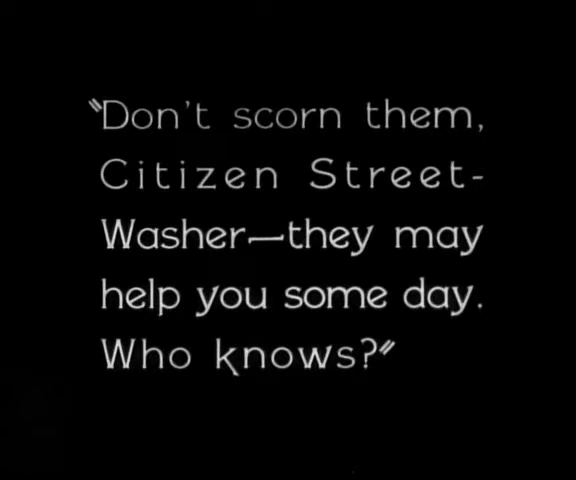 "Don't scorn them,
Citizen Street-
Washer—they may
help you some day.
Who knows?"